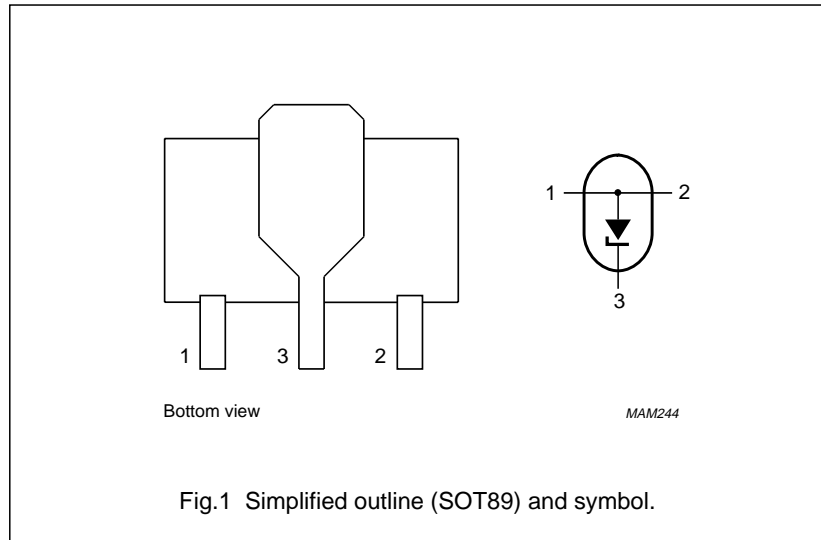 1 2
3
1 3 2
Bottom view MAM244
Fig.1 Simplified outline (SOT89) and symbol.